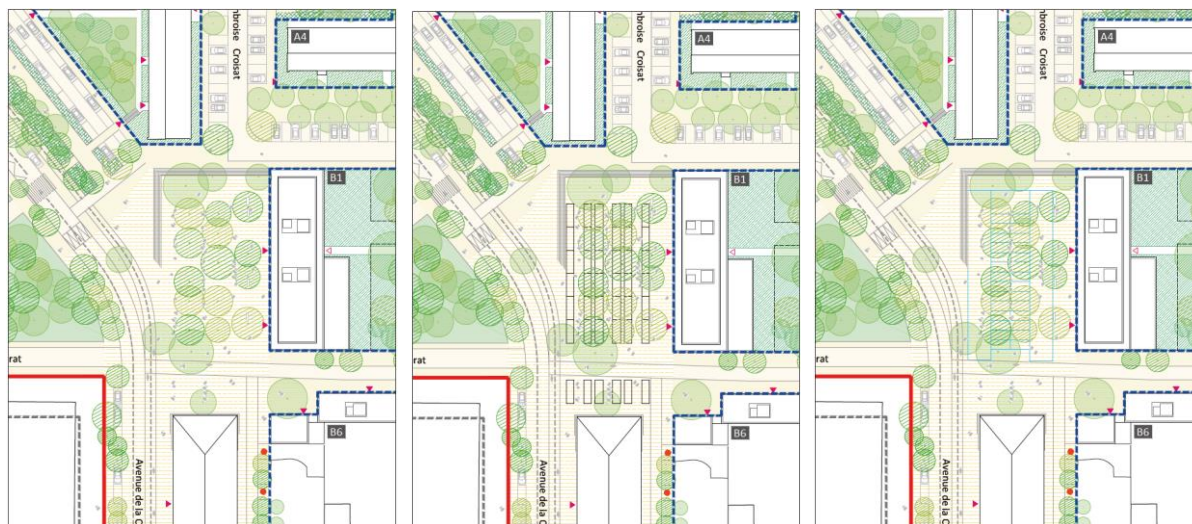 mbroise Croisat
A4
B1
rat
B6
Avenue de la C
mbroise Croisat
A4
B1
rat
B6
Avenue de la C
mbroise Croisat
A4
B1
rat
B6
Avenue de la C